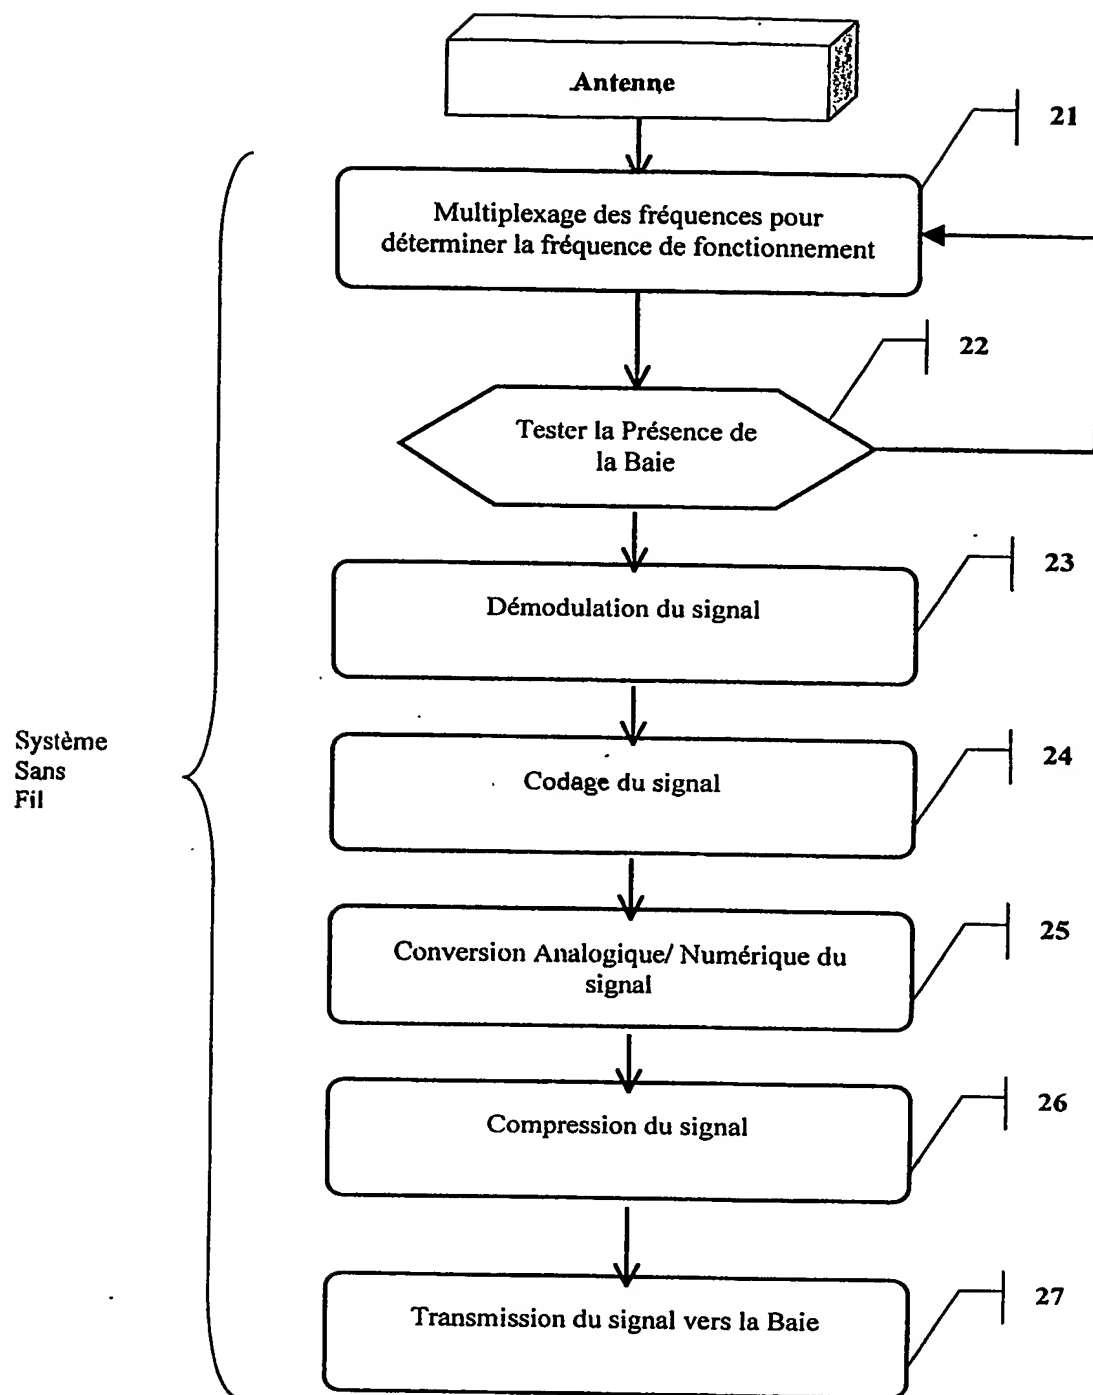 Antenne
21
Multiplexage des fréquences pour
déterminer la fréquence de fonctionnement
22
Tester la Présence de
la Baie
23
Démodulation du signal
Système
Sans
Fil
24
Codage du signal
25
Conversion Analogique/ Numérique du
signal
26
Compression du signal
27
Transmission du signal vers la Baie